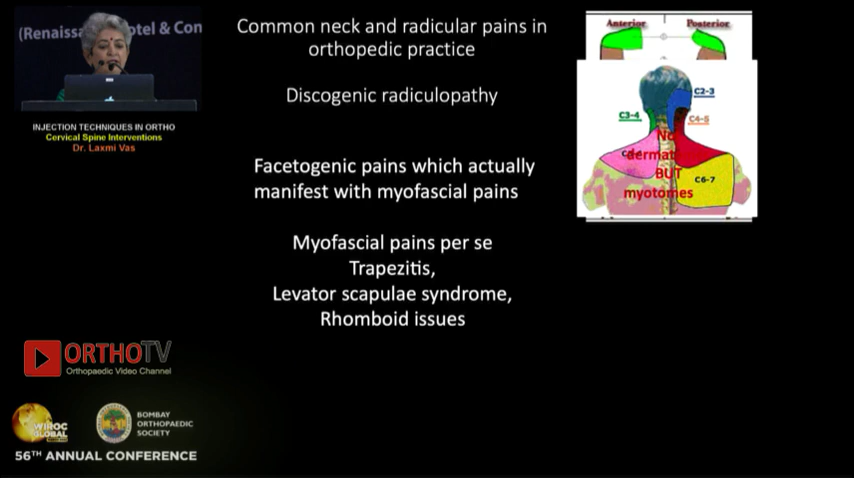 (Renaissa
otel & Con
INJECTION TECHNIQUES IN ORTHO
Cervical Spine Interventions
Dr. Laxmi Vas
Common neck and radicular pains in
orthopedic practice
Discogenic radiculopathy
Facetogenic pains which actually
manifest with myofascial pains
Myofascial pains per se
Trapezitis,
Levator scapulae syndrome,
Rhomboid issues
Anterior
Posterior
C2-3
C3-4
C4-5
C6-7
BUT
myotomes
ORTHOTV
Orthopaedic Video Channel
WIROC
GLOBAL
BOMBAY
ORTHOPAEDIC
SOCIETY
56TH ANNUAL CONFERENCE